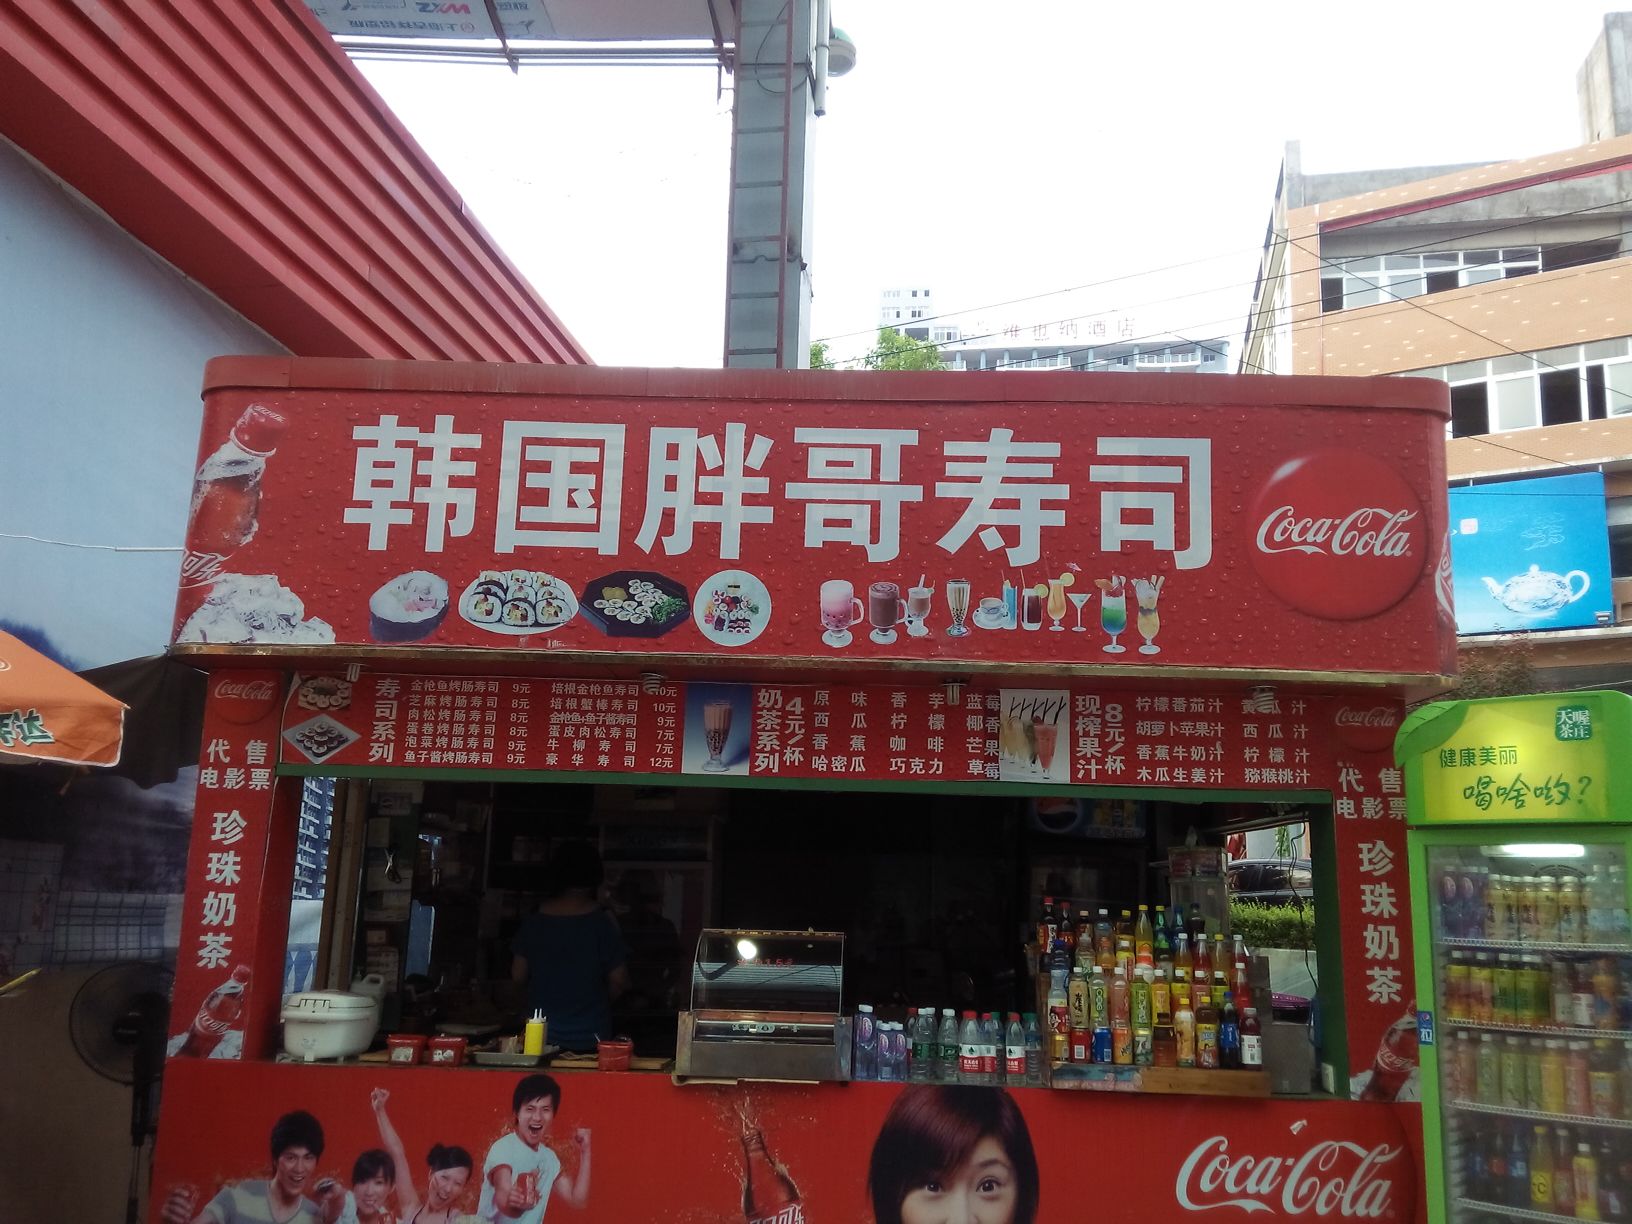 维也纳酒店
韩国胖哥寿司
Coca-Cola
Coca-Cola
寿司系列
金枪鱼烤肠寿司 9元
芝麻烤肠寿司 8元
肉松烤肠寿司 8元
蛋卷烤肠寿司 8元
泡菜烤肠寿司 9元
鱼子酱烤肠寿司 9元
培根金枪鱼寿司 10元
培根蟹棒寿司 10元
金枪鱼+鱼子酱寿司 9元
蛋皮肉松寿司 7元
牛柳寿司 7元
豪华寿司 12元
奶茶系列
4元/杯
原味 香芋 蓝莓
西瓜 柠檬 椰香
香蕉 咖啡 芒果
哈密瓜 巧克力 草莓
现榨果汁
8元/杯
柠檬番茄汁 黄瓜汁
胡萝卜苹果汁 西瓜汁
香蕉牛奶汁 柠檬汁
木瓜生姜汁 猕猴桃汁
Coca-Cola
代售
电影票
珍珠奶茶
代售
电影票
珍珠奶茶
天喔茶庄
健康美丽
喝啥哟?
Coca-Cola